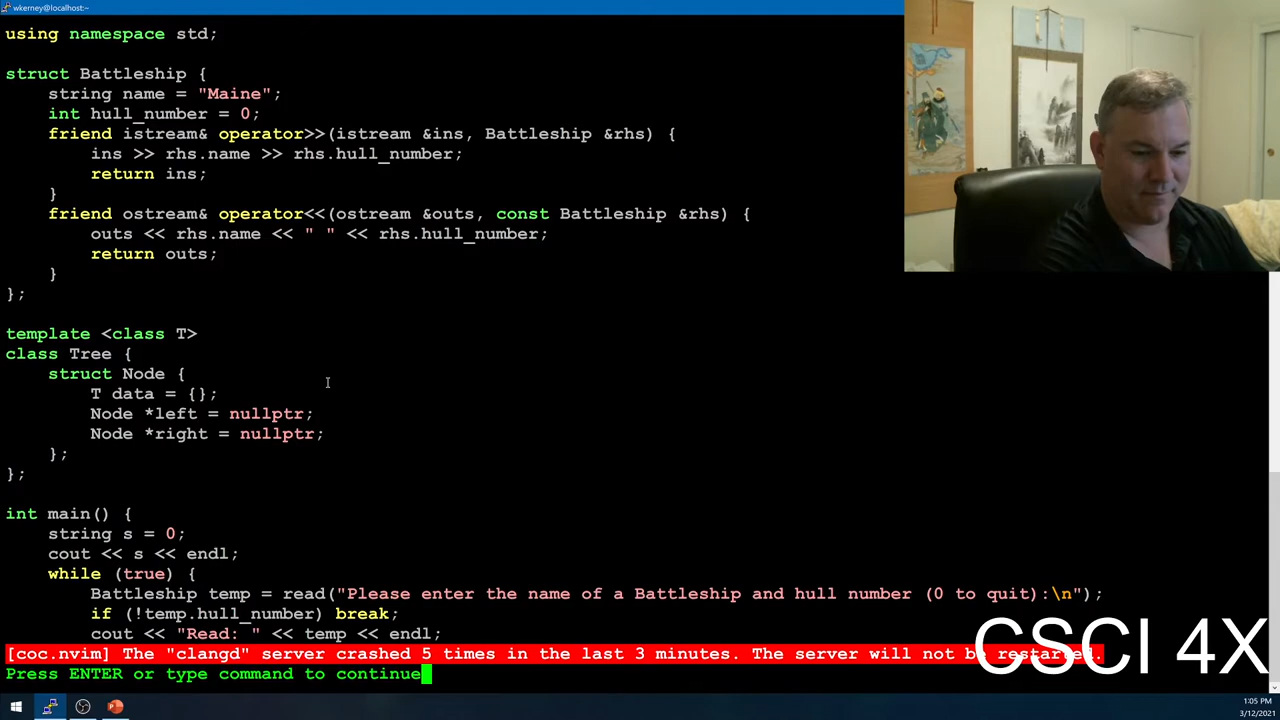 wkerney@localhost:~
using namespace std;
struct Battleship {
string name = "Maine";
int hull_number = 0;
friend istream& operator>>(istream &ins, Battleship &rhs) {
ins >> rhs.name >> rhs.hull_number;
return ins;
}
friend ostream& operator<<(ostream &outs, const Battleship &rhs) {
outs << rhs.name << " " << rhs.hull_number;
return outs;
}
};
template <class T>
class Tree {
struct Node {
T data = {};
Node *left = nullptr;
Node *right = nullptr;
};
};
int main() {
string s = 0;
cout << s << endl;
while (true) {
Battleship temp = read("Please enter the name of a Battleship and hull number (0 to quit):\n");
if (!temp.hull_number) break;
cout << "Read: " << temp << endl;
[coc.nvim] The "clangd" server crashed 5 times in the last 3 minutes. The server will not be restarted.
Press ENTER or type command to continue
CSCI 4X
1:05 PM
3/12/2021